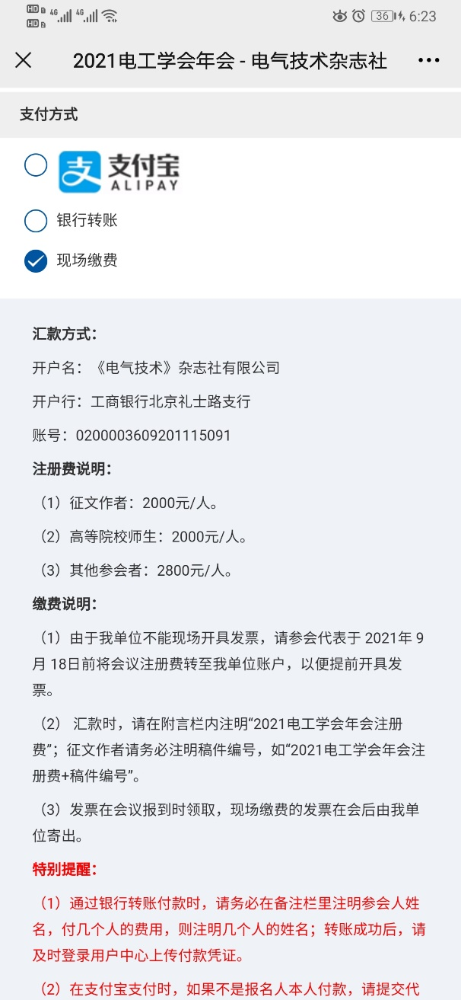 HD 1 4G 4G 36 6:23
HD 2
2021电工学会年会 - 电气技术杂志社
支付方式
支 支付宝
ALIPAY
银行转账
现场缴费
汇款方式：
开户名：《电气技术》杂志社有限公司
开户行：工商银行北京礼士路支行
账号：0200003609201115091
注册费说明：
（1）征文作者：2000元/人。
（2）高等院校师生：2000元/人。
（3）其他参会者：2800元/人。
缴费说明：
（1）由于我单位不能现场开具发票，请参会代表于 2021年 9
月 18日前将会议注册费转至我单位账户，以便提前开具发
票。
（2） 汇款时，请在附言栏内注明“2021电工学会年会注册
费”；征文作者请务必注明稿件编号，如“2021电工学会年会注
册费+稿件编号”。
（3）发票在会议报到时领取，现场缴费的发票在会后由我单
位寄出。
特别提醒：
（1）通过银行转账付款时，请务必在备注栏里注明参会人姓
名，付几个人的费用，则注明几个人的姓名；转账成功后，请
及时登录用户中心上传付款凭证。
（2）在支付宝支付时，如果不是报名人本人付款，请提交代